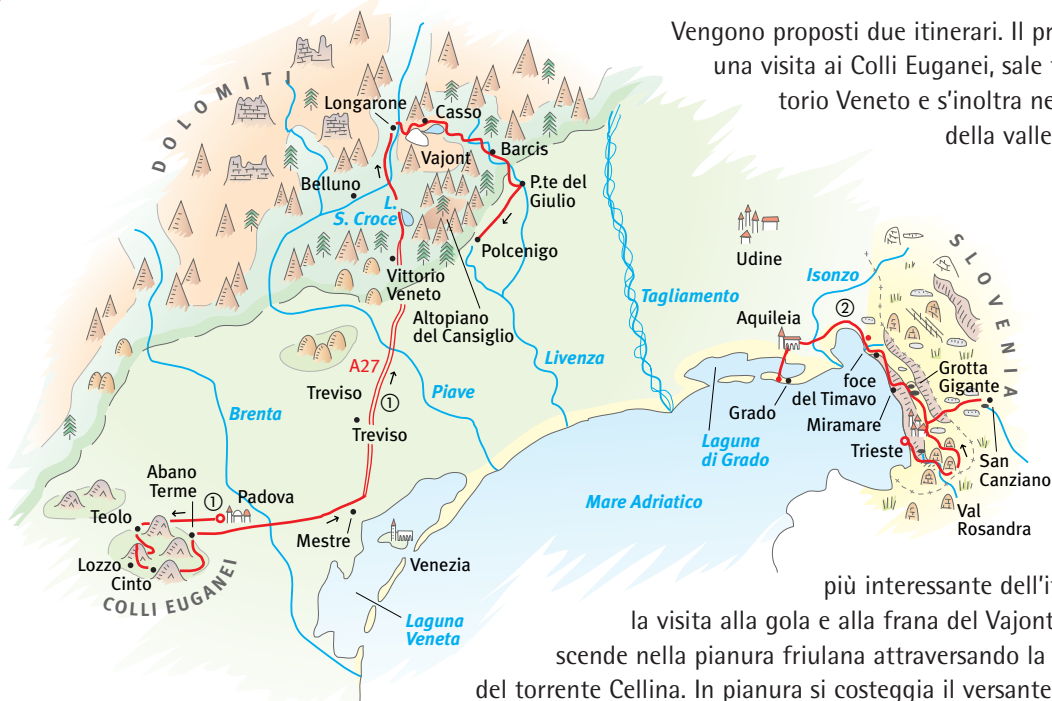 Vengono proposti due itinerari. Il
una visita ai Colli Euganei, sale
torio Veneto e s'inoltra
della valle
DOLOMITI
Longarone
Casso
Vajont
Barcis
Belluno
P.te del
Giulio
L.
S. Croce
Polcenigo
Vittorio
Veneto
Altopiano
del Cansiglio
Udine
SLOVENIA
Isonzo
Tagliamento
Aquileia
②
A27
Treviso
①
Treviso
Piave
Livenza
Brenta
Grado
foce
del Timavo
Grotta
Gigante
Miramare
Trieste
San
Canziano
Laguna
di Grado
Val
Rosandra
Mare Adriatico
Abano
Terme
①
Padova
Teolo
Mestre
Lozzo
Cinto
COLLI EUGANEI
Venezia
Laguna
Veneta
più interessante
la visita alla gola e alla frana del Vajont
scende nella pianura friulana attraversando la
del torrente Cellina. In pianura si costeggia il versante